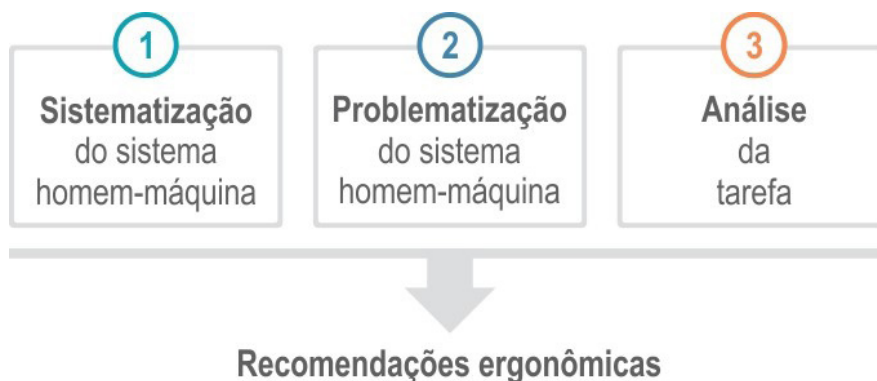 1
Sistematização
do sistema
homem-máquina
2
Problematização
do sistema
homem-máquina
3
Análise
da
tarefa
Recomendações ergonômicas